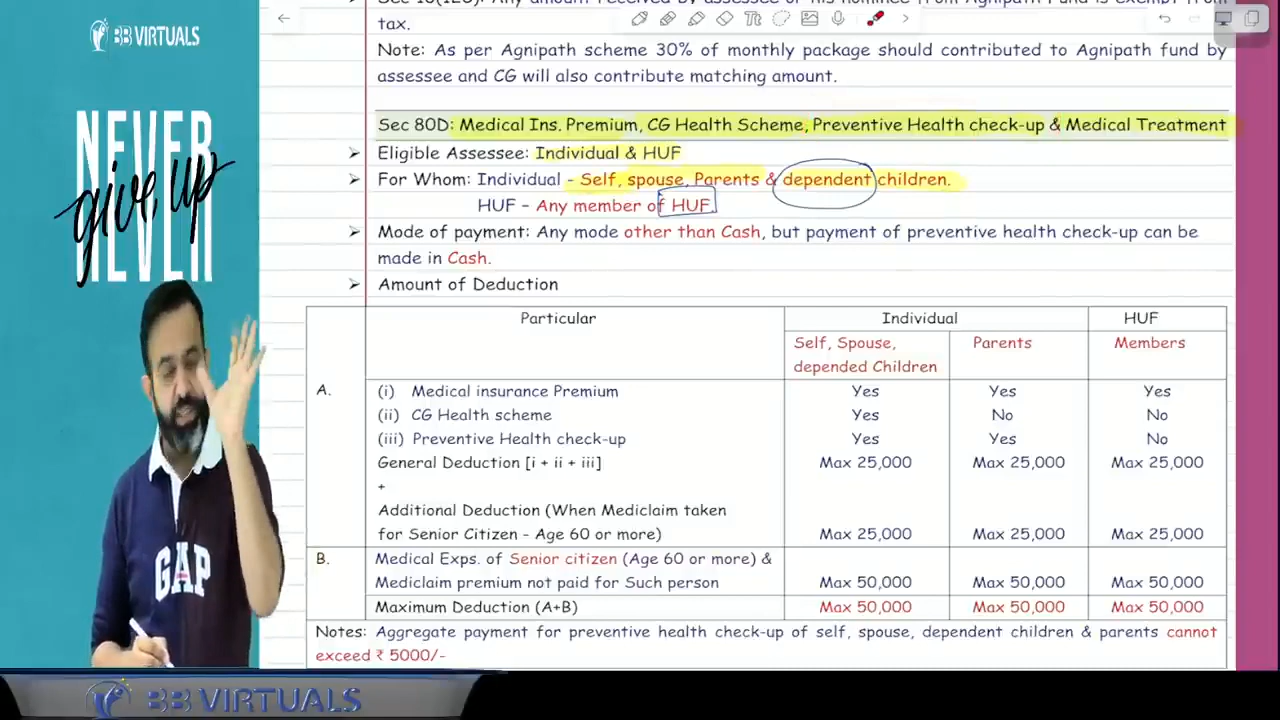 BB VIRTUALS
NEVER
give up
NEVER
tax.
Note: As per Agnipath scheme 30% of monthly package should contributed to Agnipath fund by
assessee and CG will also contribute matching amount.
Sec 80D: Medical Ins. Premium, CG Health Scheme, Preventive Health check-up & Medical Treatment
➢ Eligible Assessee: Individual & HUF
➢ For Whom: Individual - Self, spouse, Parents & dependent children.
HUF – Any member of HUF.
➢ Mode of payment: Any mode other than Cash, but payment of preventive health check-up can be
made in Cash.
➢ Amount of Deduction
Particular Individual HUF
Self, Spouse, Parents Members
depended Children
A. (i) Medical insurance Premium Yes Yes Yes
(ii) CG Health scheme Yes No No
(iii) Preventive Health check-up Yes Yes No
General Deduction [i + ii + iii] Max 25,000 Max 25,000 Max 25,000
+
Additional Deduction (When Mediclaim taken
for Senior Citizen - Age 60 or more) Max 25,000 Max 25,000 Max 25,000
B. Medical Exps. of Senior citizen (Age 60 or more) &
Mediclaim premium not paid for Such person Max 50,000 Max 50,000 Max 50,000
Maximum Deduction (A+B) Max 50,000 Max 50,000 Max 50,000
Notes: Aggregate payment for preventive health check-up of self, spouse, dependent children & parents cannot
exceed ₹ 5000/-
GAP
BB VIRTUALS